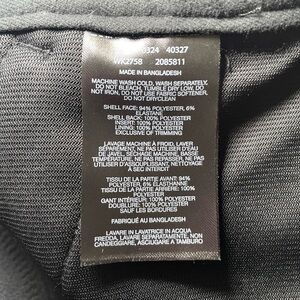 0324 40327
WK2758 2085811
MADE IN BANGLADESH
MACHINE WASH COLD, WASH SEPARATELY,
DO NOT BLEACH, TUMBLE DRY LOW, DO
NOT IRON, DO NOT USE FABRIC SOFTENER,
DO NOT DRYCLEAN
SHELL FACE: 94% POLYESTER, 6%
ELASTANE
SHELL BACK: 100% POLYESTER
INSERT: 100% POLYESTER
LINING: 100% POLYESTER
EXCLUSIVE OF TRIMMING
LAVAGE MACHINE À FROID, LAVER
SÉPARÉMENT, NE PAS UTILISER D'EAU
DE JAVEL, SÉCHAGE MACHINE, BASSE
TEMPÉRATURE, NE PAS REPASSER, NE PAS
UTILISER D'ASSOUPLISSANT, NETTOYAGE
À SEC INTERDIT
TISSU DE LA PARTIE AVANT: 94%
POLYESTER, 6% ÉLASTHANNE
TISSU DE LA PARTIE ARRIÈRE: 100%
POLYESTER
INTÉRIEUR: 100% POLYESTER
DOUBLURE: 100% POLYESTER
SAUF LES BORDURES
FABRIQUÉ AU BANGLADESH
LAVARE IN LAVATRICE IN ACQUA
FREDDA, LAVARE SEPARATAMENTE, NON
CANDEGGIARE, ASCIUGARE A TAMBURO